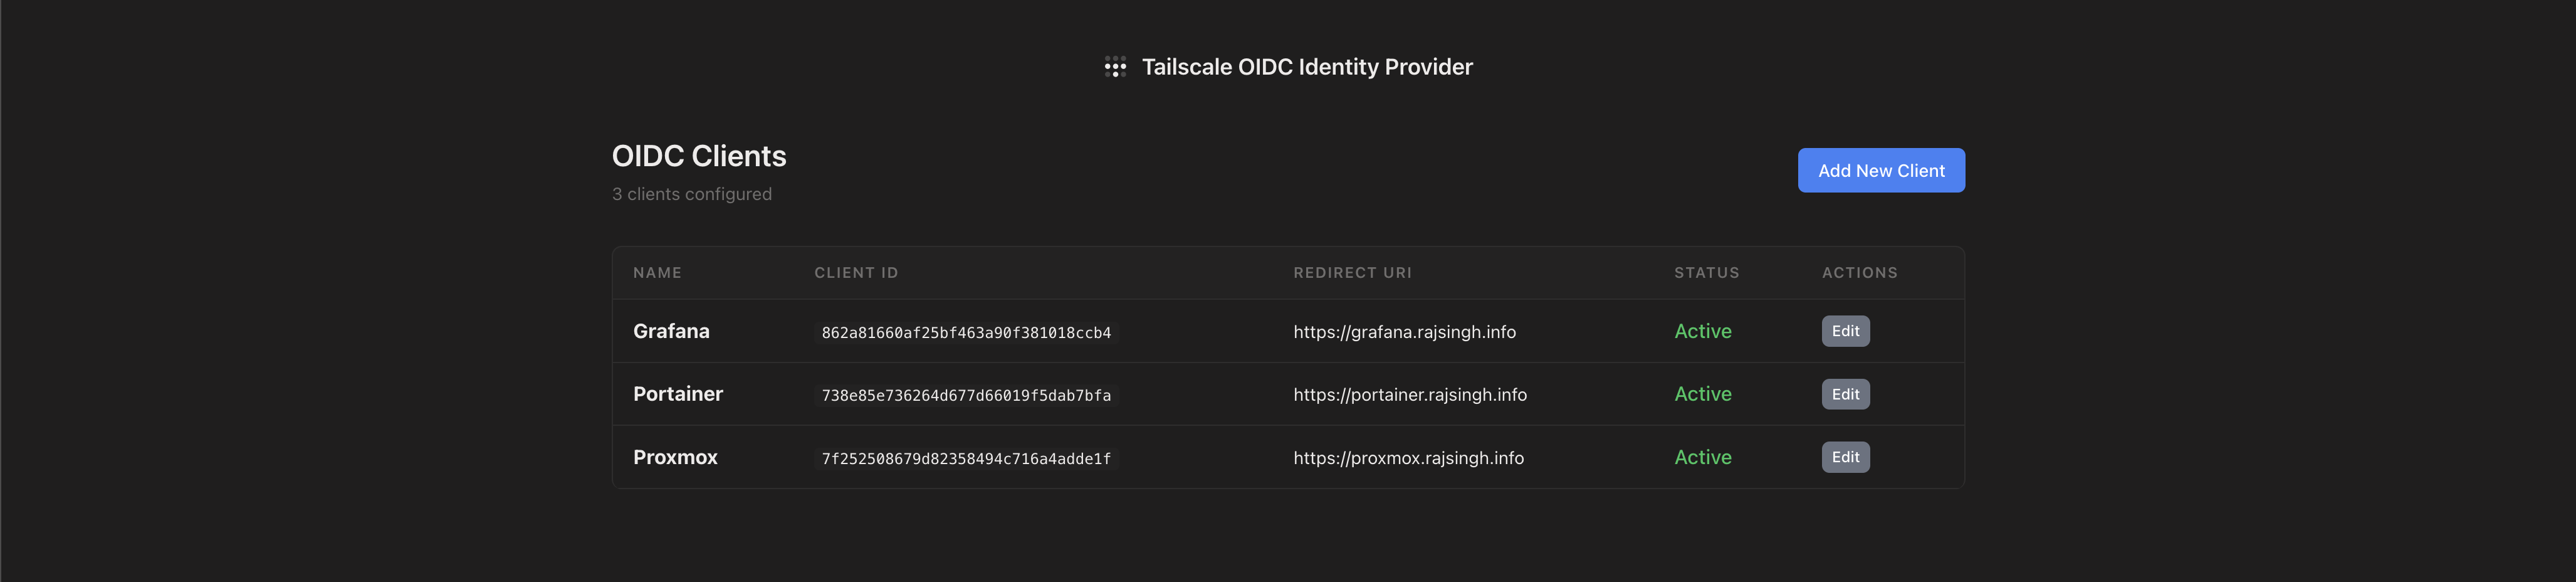 Tailscale OIDC Identity Provider
OIDC Clients
3 clients configured
Add New Client
NAME CLIENT ID REDIRECT URI STATUS ACTIONS
Grafana 862a81660af25bf463a90f381018ccb4 https://grafana.rajsingh.info Active Edit
Portainer 738e85e736264d677d66019f5dab7bfa https://portainer.rajsingh.info Active Edit
Proxmox 7f252508679d82358494c716a4adde1f https://proxmox.rajsingh.info Active Edit